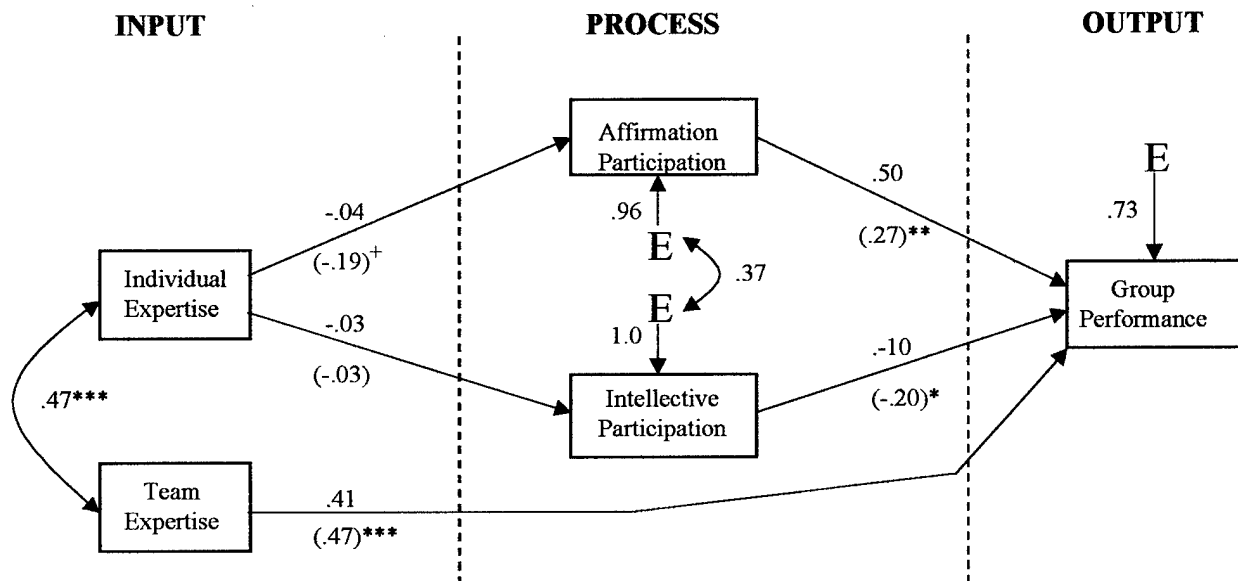 INPUT
PROCESS
OUTPUT
Affirmation
Participation
E
.50
-.04
.96
.73
(-.19)+
(.27)**
E
.37
Individual
Expertise
Group
Performance
E
-.03
1.0
.-10
(-.03)
(-.20)*
.47***
Intellective
Participation
Team
Expertise
.41
(.47)***